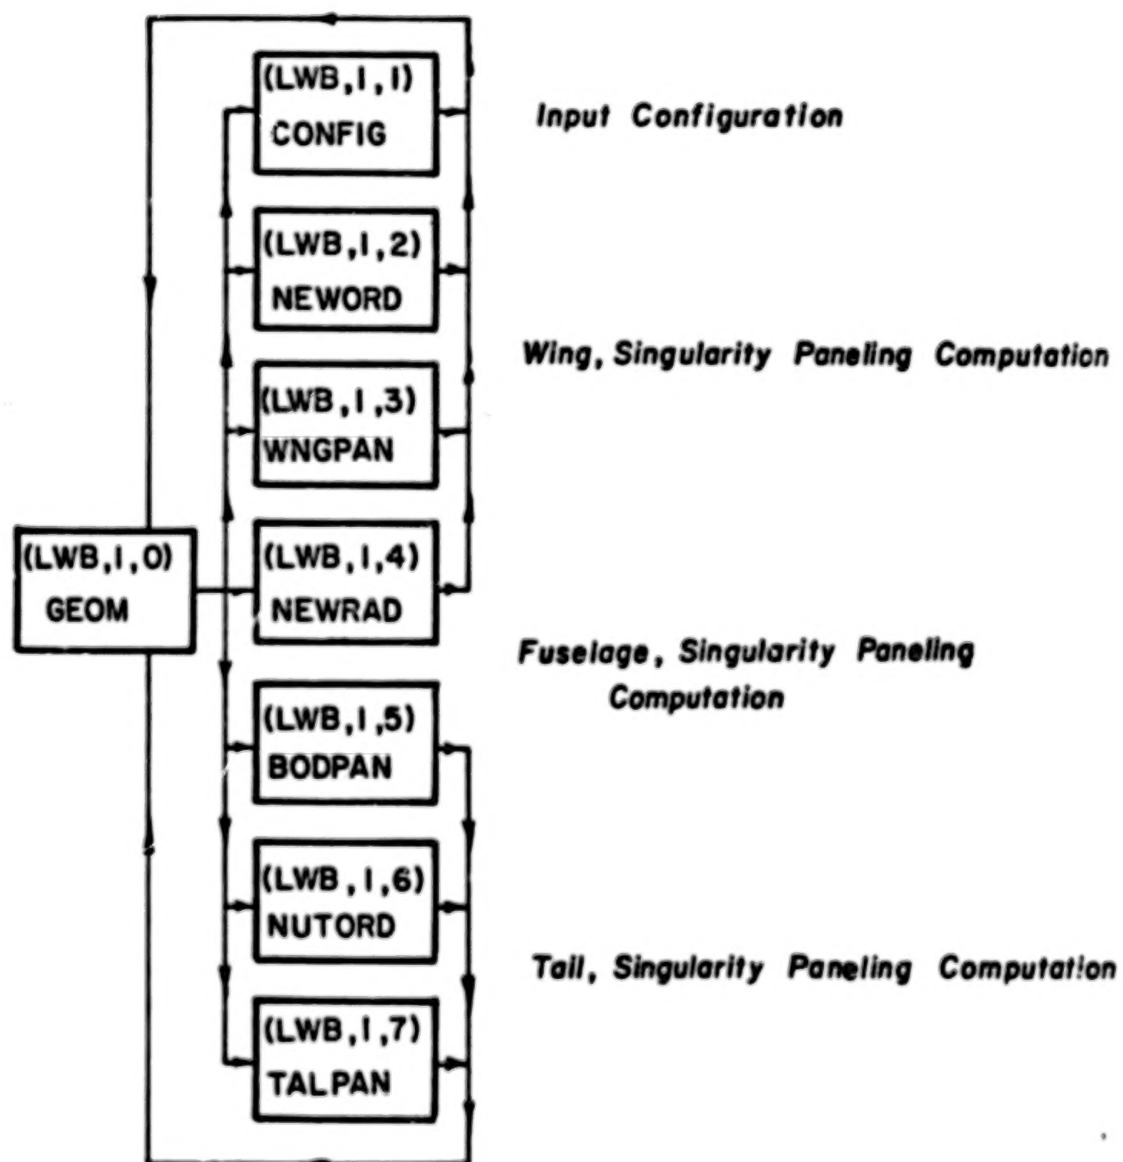 (LWB,1,1)
CONFIG
Input Configuration
(LWB,1,2)
NEWORD
Wing, Singularity Paneling Computation
(LWB,1,3)
WNGPAN
(LWB,1,0)
GEOM
(LWB,1,4)
NEWRAD
Fuselage, Singularity Paneling
Computation
(LWB,1,5)
BODPAN
(LWB,1,6)
NUTORD
Tail, Singularity Paneling Computation
(LWB,1,7)
TALPAN